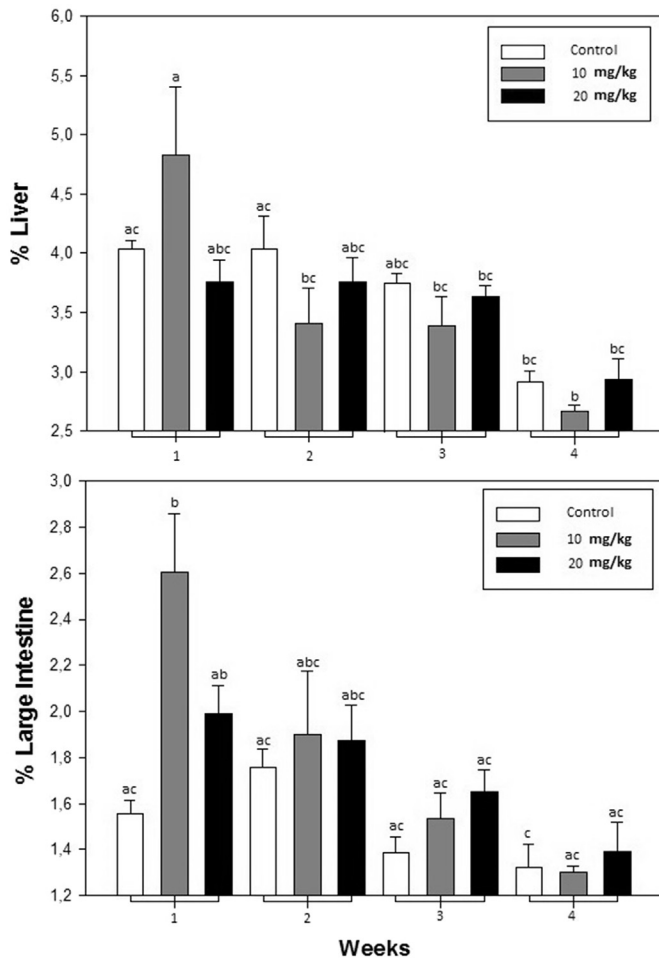 6,0
Control
10 mg/kg
20 mg/kg
5,5
5,0
4,5
4,0
3,5
3,0
2,5
% Liver
ac
a
abc
ac
bc
abc
abc
bc
bc
bc
b
bc
1
2
3
4
3,0
Control
10 mg/kg
20 mg/kg
2,8
2,6
2,4
2,2
2,0
1,8
1,6
1,4
1,2
% Large Intestine
ac
b
ab
ac
abc
abc
ac
ac
ac
c
ac
ac
1
2
3
4
Weeks